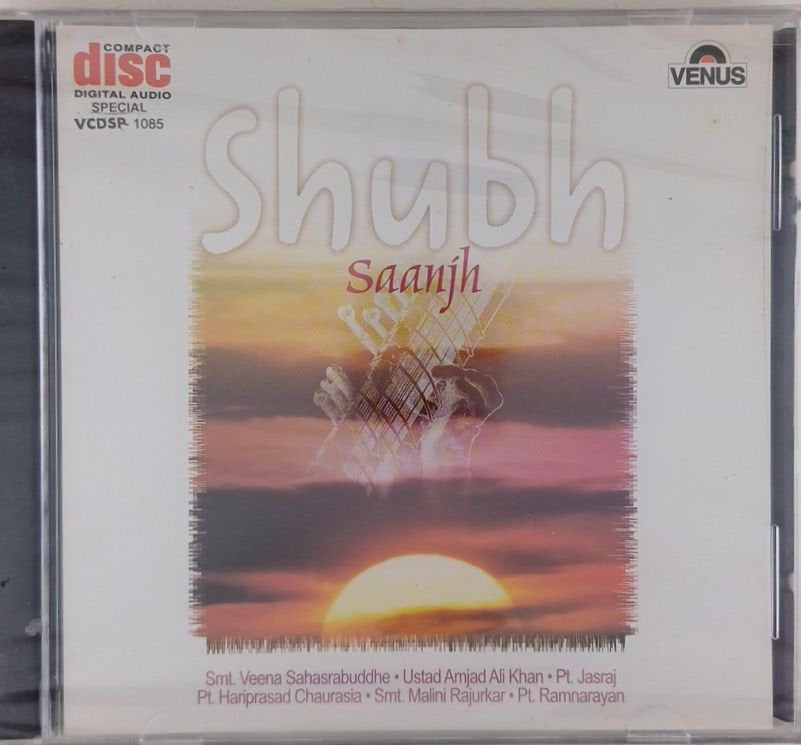 COMPACT
disc
DIGITAL AUDIO
SPECIAL
VCDSP 1085
VENUS
Shubh
Saanjh
Smt. Veena Sahasrabuddhe • Ustad Amjad Ali Khan • Pt. Jasraj
Pt. Hariprasad Chaurasia • Smt. Malini Rajurkar • Pt. Ramnarayan